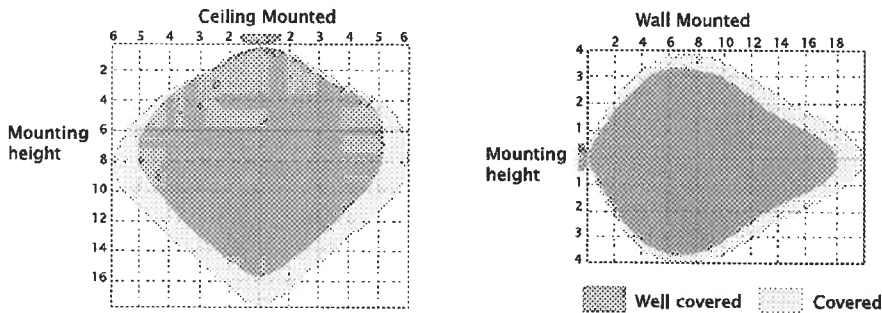 Ceiling Mounted
6 5 4 3 2 2 3 4 5 6
2
4
6
8
10
12
14
16
Mounting
height
Wall Mounted
2 4 6 8 10 12 14 16 18
4
3
2
1
1
2
3
4
Mounting
height
Well covered
Covered